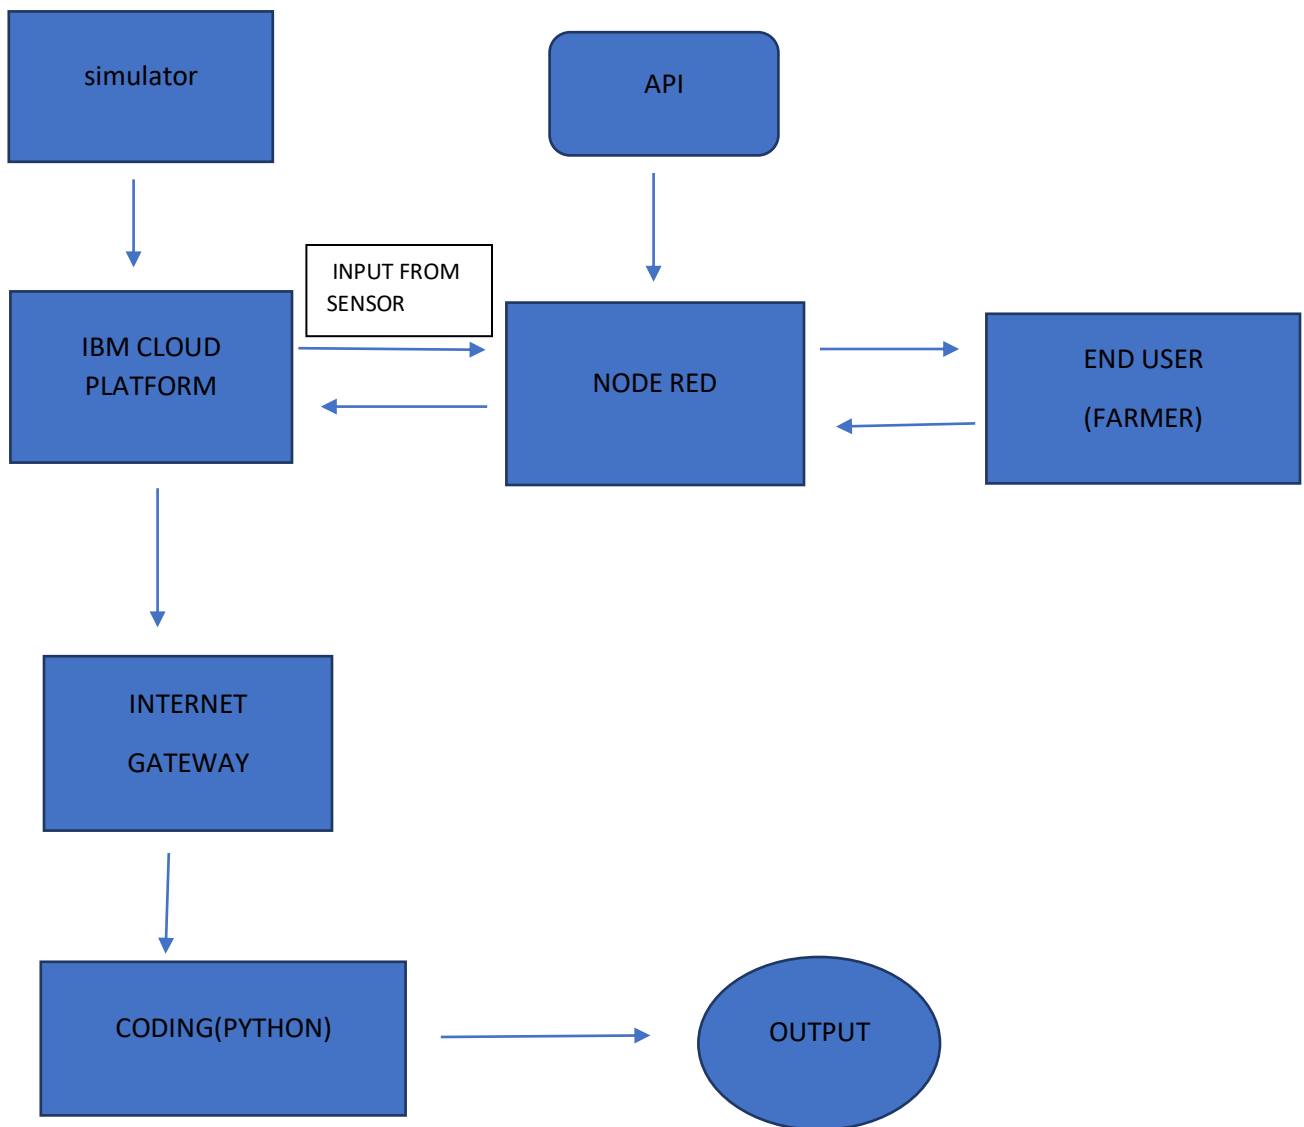 simulator
API
INPUT FROM
SENSOR
IBM CLOUD
PLATFORM
NODE RED
END USER
(FARMER)
INTERNET
GATEWAY
CODING(PYTHON)
OUTPUT